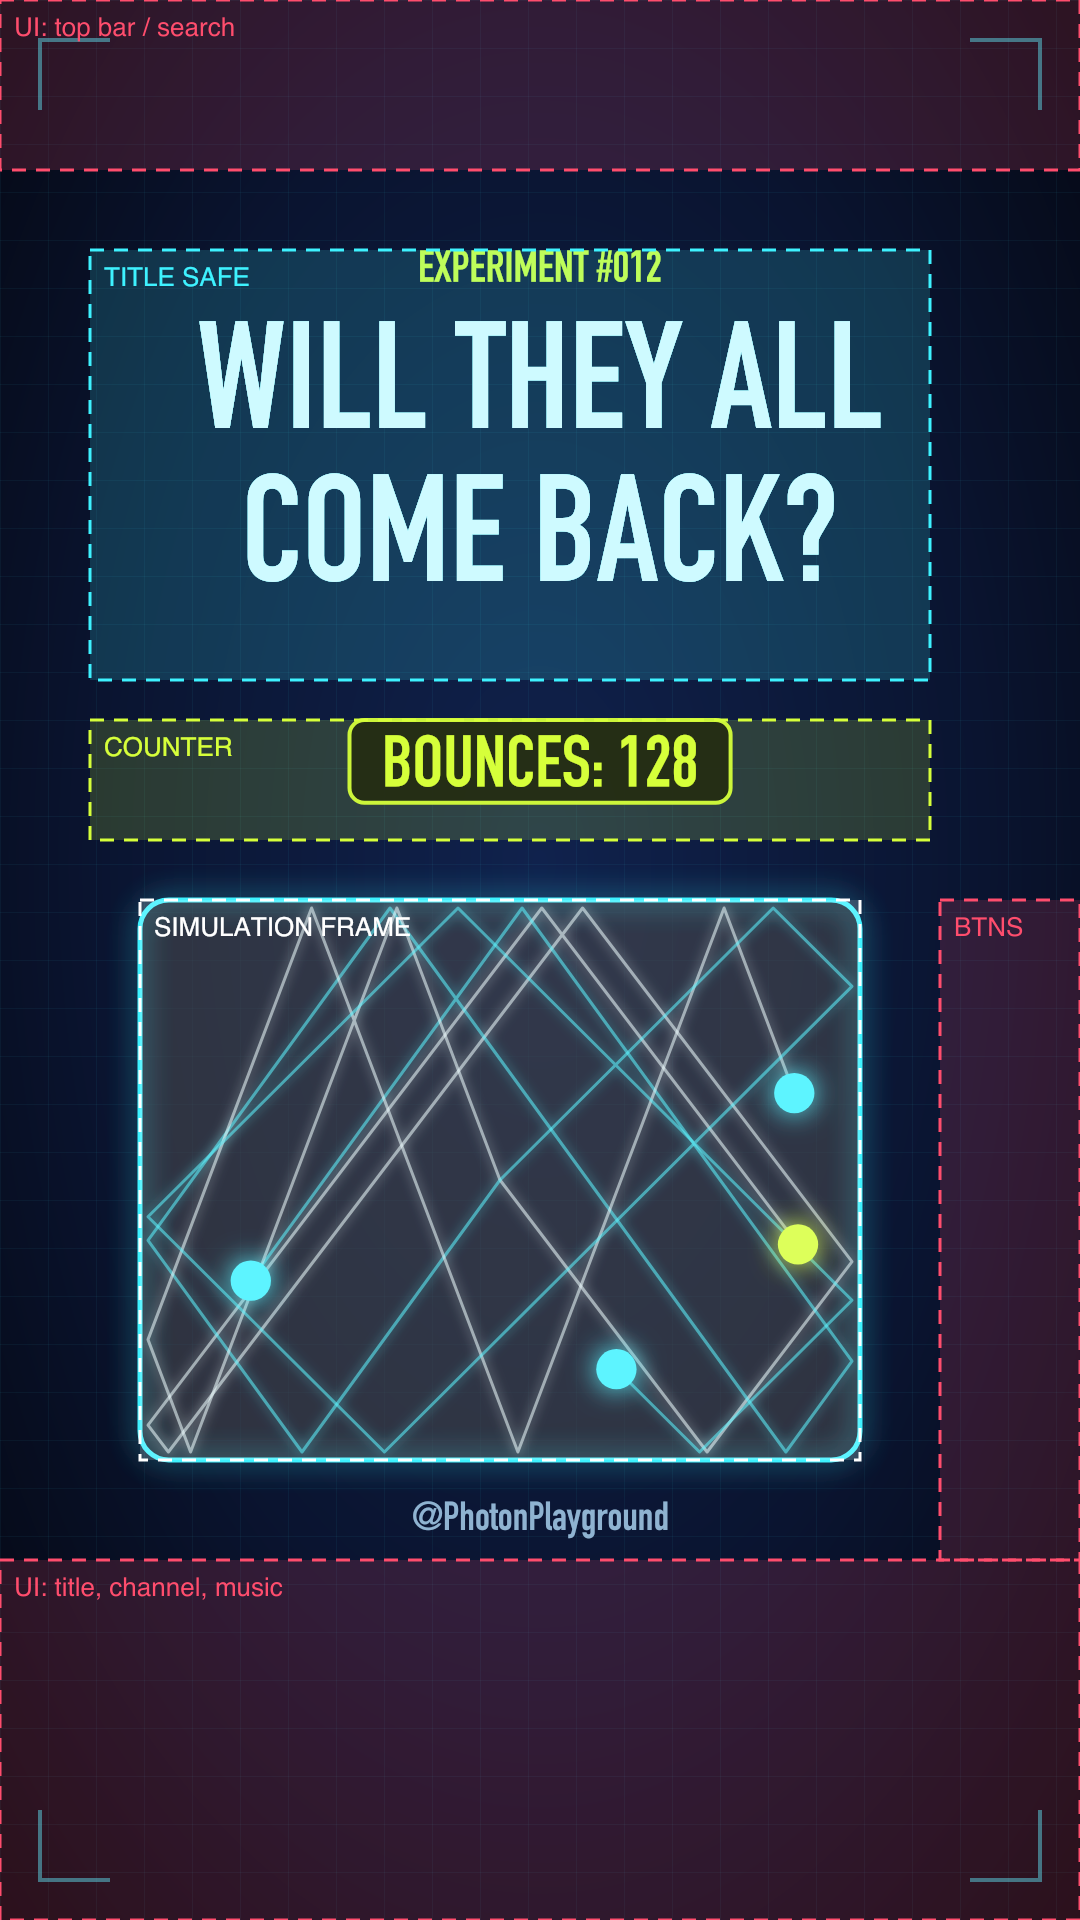 UI: top bar / search
EXPERIMENT #012
TITLE SAFE
WILL THEY ALL
COME BACK?
COUNTER
BOUNCES: 128
SIMULATION FRAME
BTNS
@PhotonPlayground
UI: title, channel, music